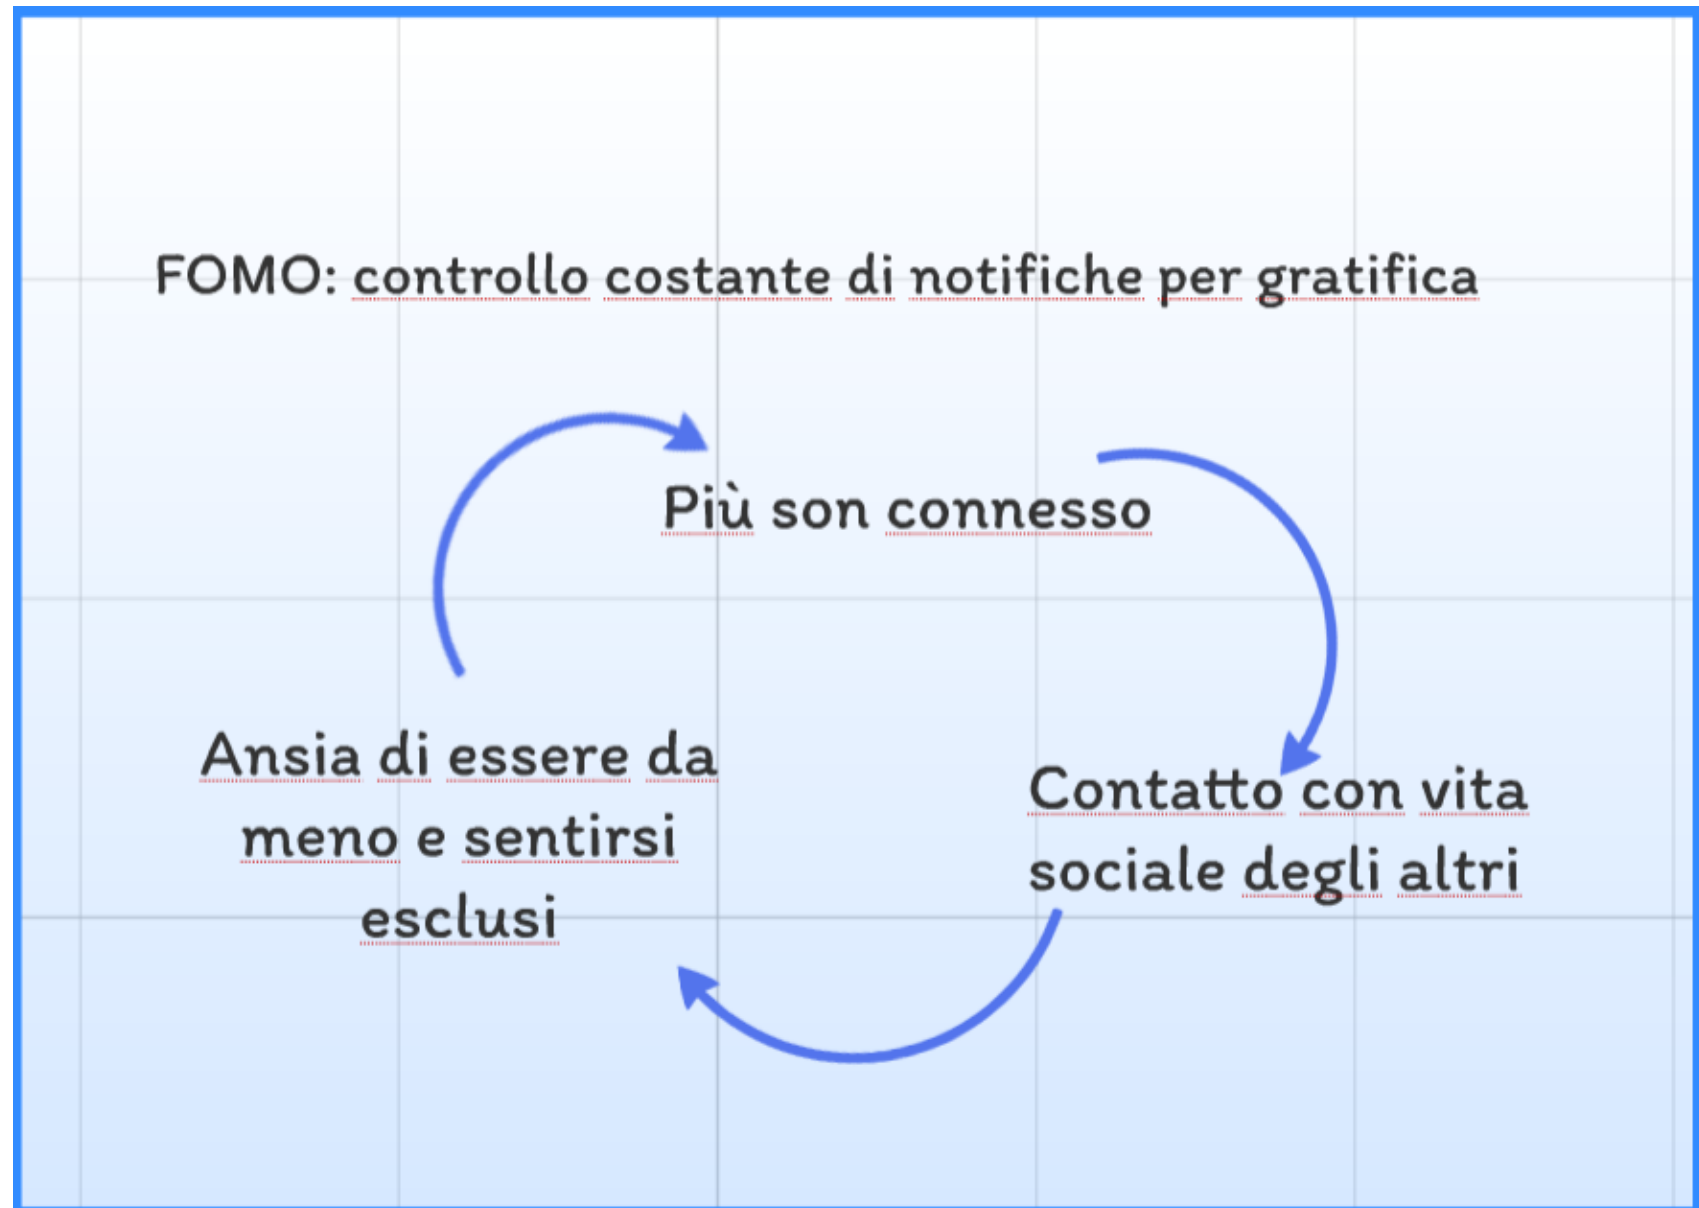 FOMO: controllo costante di notifiche per gratifica
Più son connesso
Contatto con vita
sociale degli altri
Ansia di essere da
meno e sentirsi
esclusi